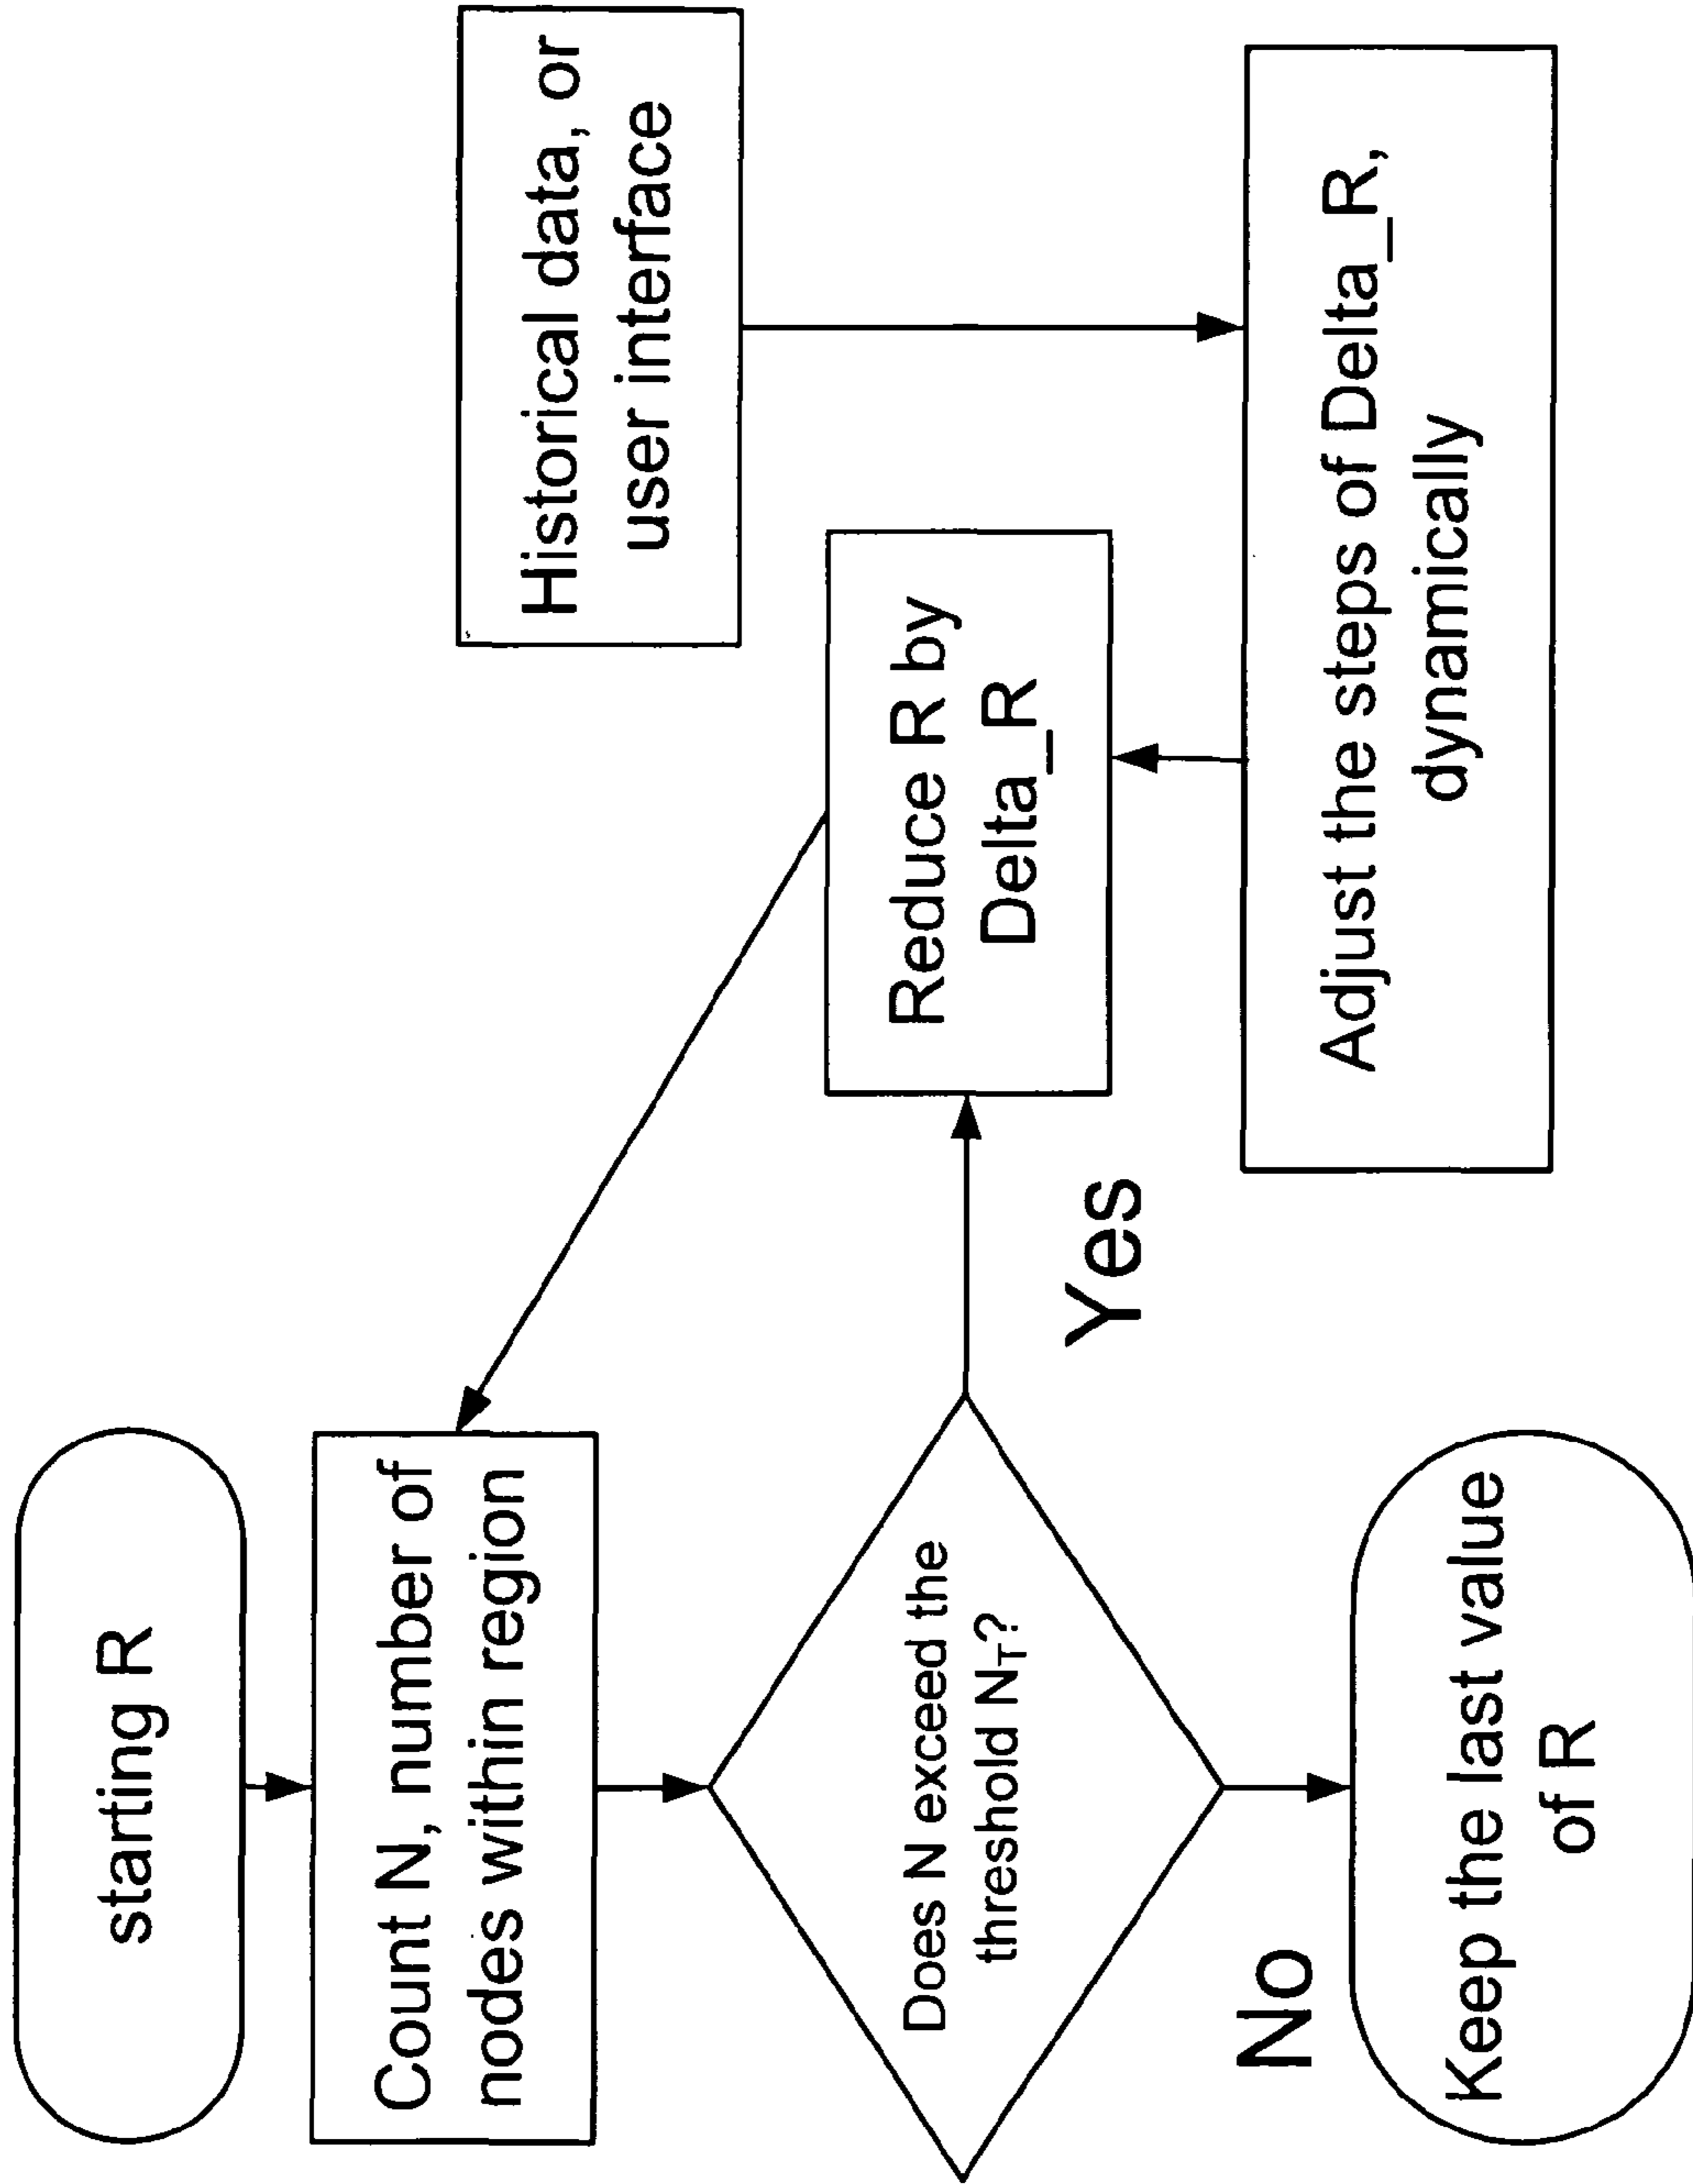 starting R
Count N, number of
nodes within region
Does N exceed the
threshold N_T?
Yes
No
Keep the last value
of R
Reduce R by
Delta_R
Historical data, or
user interface
Adjust the steps of Delta_R,
dynamically